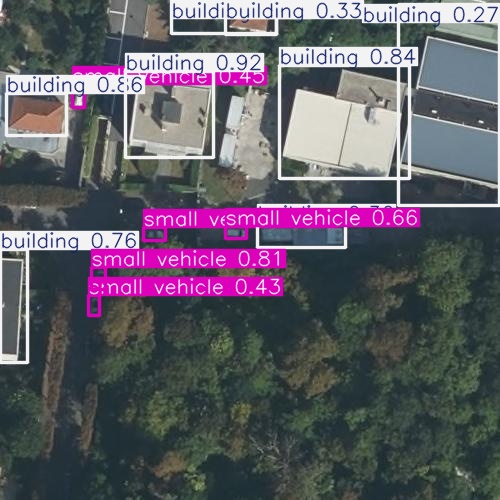 building 0.33
building 0.27
building 0.92
building 0.84
small vehicle 0.45
building 0.86
small vehicle 0.66
building 0.76
small vehicle 0.81
small vehicle 0.43